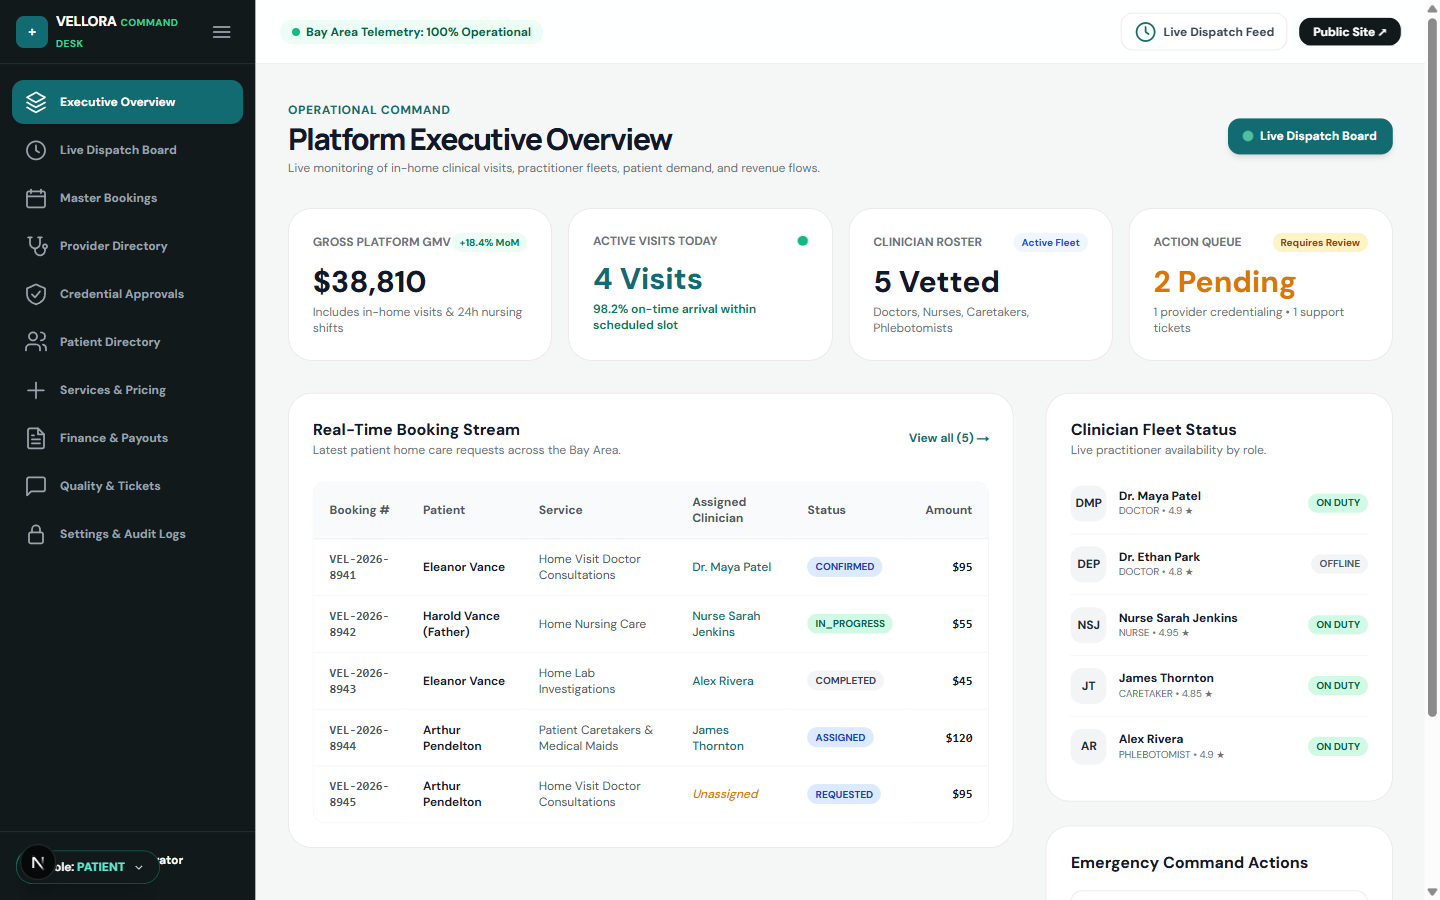 VELLORA COMMAND
DESK
Bay Area Telemetry: 100% Operational
Live Dispatch Feed
Public Site ↗
Executive Overview
Live Dispatch Board
Master Bookings
Provider Directory
Credential Approvals
Patient Directory
Services & Pricing
Finance & Payouts
Quality & Tickets
Settings & Audit Logs
N
PATIENT
OPERATIONAL COMMAND
Platform Executive Overview
Live monitoring of in-home clinical visits, practitioner fleets, patient demand, and revenue flows.
Live Dispatch Board
GROSS PLATFORM GMV +18.4% MoM
$38,810
Includes in-home visits & 24h nursing
shifts
ACTIVE VISITS TODAY
4 Visits
98.2% on-time arrival within
scheduled slot
CLINICIAN ROSTER Active Fleet
5 Vetted
Doctors, Nurses, Caretakers,
Phlebotomists
ACTION QUEUE Requires Review
2 Pending
1 provider credentialing • 1 support
tickets
Real-Time Booking Stream
Latest patient home care requests across the Bay Area.
View all (5) →
Booking # Patient Service Assigned Clinician Status Amount
VEL-2026-8941 Eleanor Vance Home Visit Doctor Consultations Dr. Maya Patel CONFIRMED $95
VEL-2026-8942 Harold Vance (Father) Home Nursing Care Nurse Sarah Jenkins IN_PROGRESS $55
VEL-2026-8943 Eleanor Vance Home Lab Investigations Alex Rivera COMPLETED $45
VEL-2026-8944 Arthur Pendelton Patient Caretakers & Medical Maids James Thornton ASSIGNED $120
VEL-2026-8945 Arthur Pendelton Home Visit Doctor Consultations Unassigned REQUESTED $95
Clinician Fleet Status
Live practitioner availability by role.
DMP Dr. Maya Patel ON DUTY
DOCTOR • 4.9 ★
DEP Dr. Ethan Park OFFLINE
DOCTOR • 4.8 ★
NSJ Nurse Sarah Jenkins ON DUTY
NURSE • 4.95 ★
JT James Thornton ON DUTY
CARETAKER • 4.85 ★
AR Alex Rivera ON DUTY
PHLEBOTOMIST • 4.9 ★
Emergency Command Actions